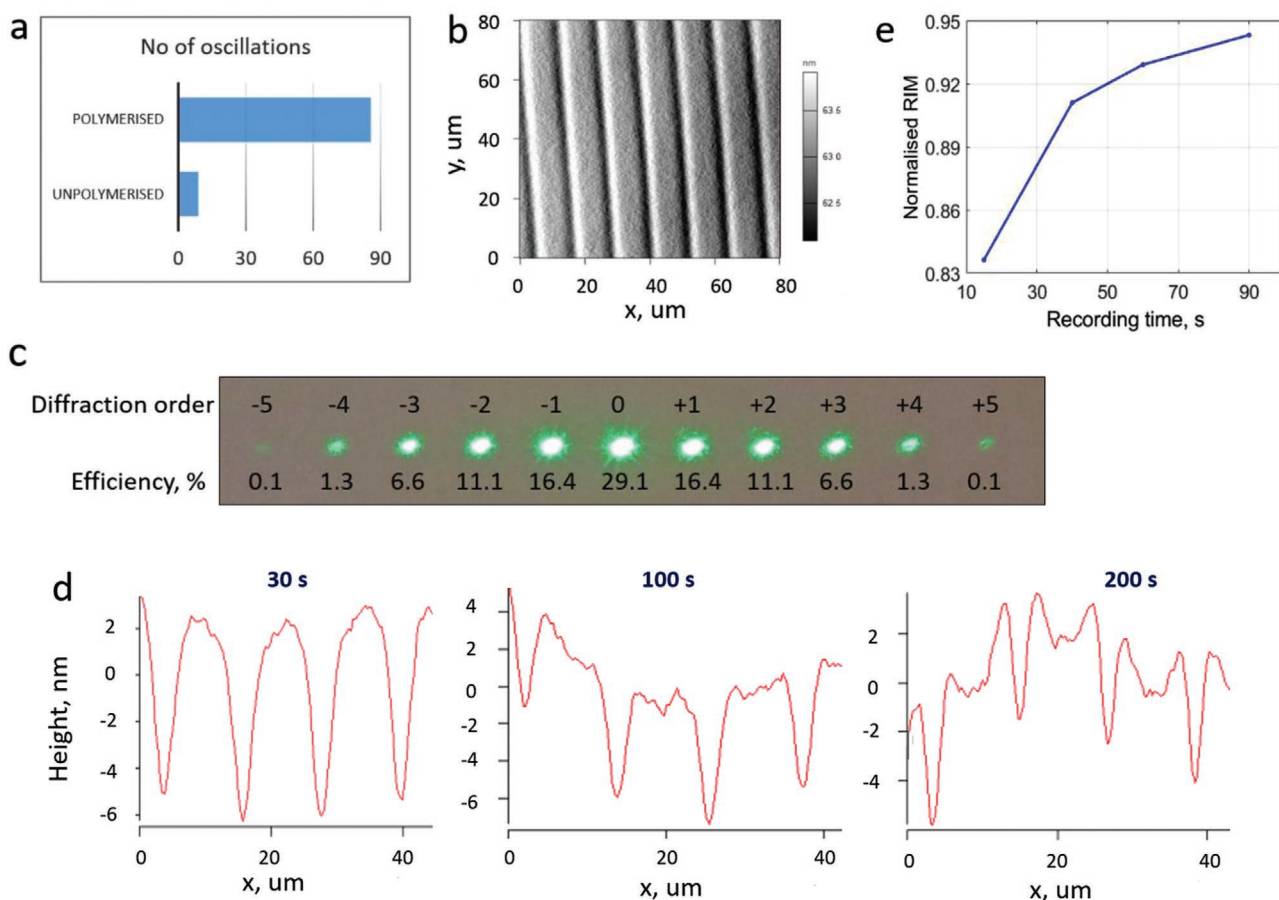 a
No of oscillations
POLYMERISED
UNPOLYMERISED
0 30 60 90
b
80
60
40
20
0
y, um
0 20 40 60 80
x, um
nm
63.5
63.0
62.5
e
0.95
0.92
0.89
0.86
0.83
Normalised RIM
10 30 50 70 90
Recording time, s
c
Diffraction order -5 -4 -3 -2 -1 0 +1 +2 +3 +4 +5
Efficiency, % 0.1 1.3 6.6 11.1 16.4 29.1 16.4 11.1 6.6 1.3 0.1
d
30 s
Height, nm
2
0
-2
-4
-6
0 20 40
x, um
100 s
4
2
0
-2
-4
-6
0 20 40
x, um
200 s
2
0
-2
-4
0 20 40
x, um